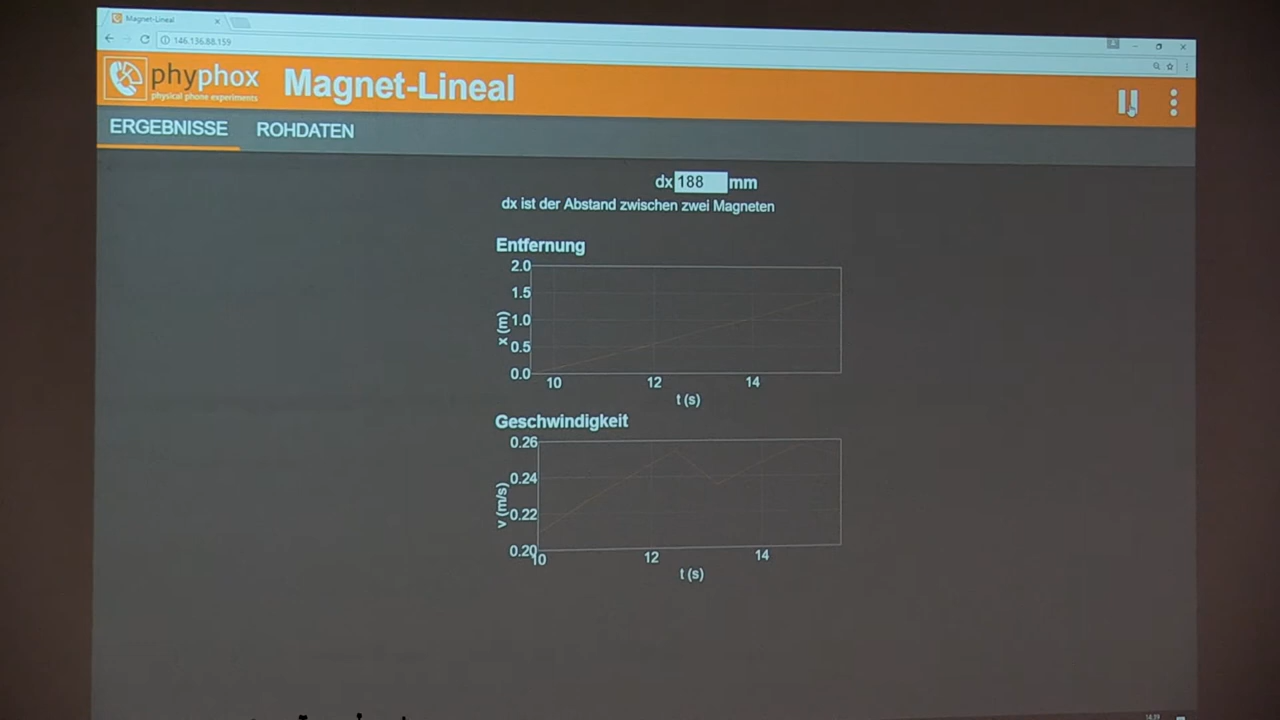 Magnet-Lineal
146.136.88.159
phyphox
physical phone experiments
Magnet-Lineal
ERGEBNISSE ROHDATEN
dx 188 mm
dx ist der Abstand zwischen zwei Magneten
Entfernung
2.0
1.5
1.0
0.5
0.0
x (m)
10 12 14
t (s)
Geschwindigkeit
0.26
0.24
0.22
0.20
v (m/s)
10 12 14
t (s)
14:39